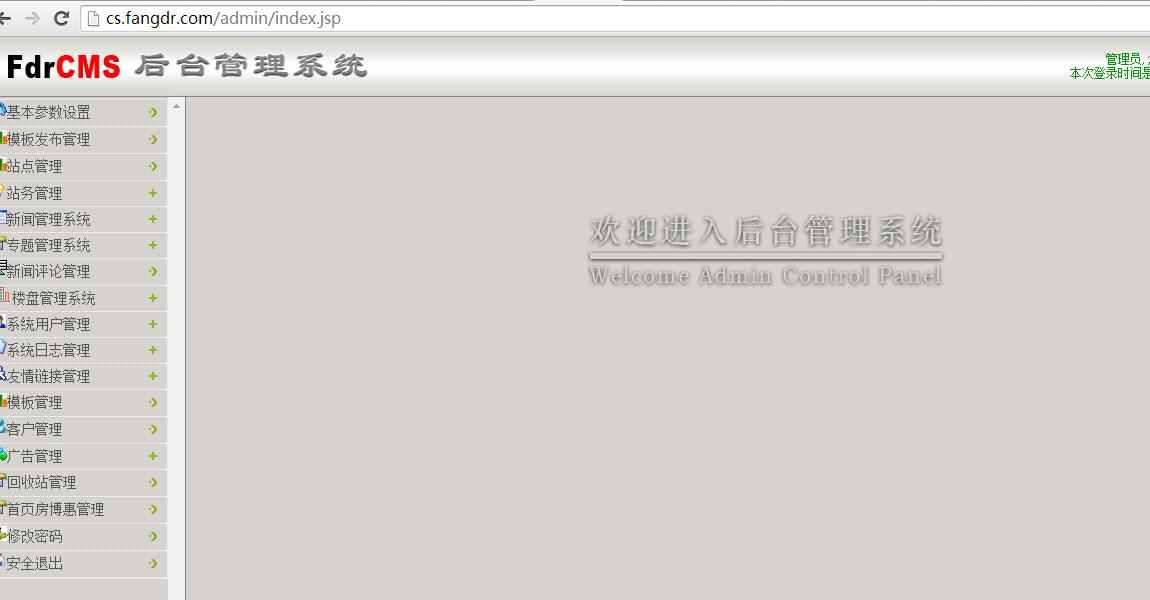 cs.fangdr.com/admin/index.jsp
FdrCMS 后台管理系统
管理员,
本次登录时间是
基本参数设置
模板发布管理
站点管理
站务管理
新闻管理系统
专题管理系统
新闻评论管理
楼盘管理系统
系统用户管理
系统日志管理
友情链接管理
模板管理
客户管理
广告管理
回收站管理
首页房博惠管理
修改密码
安全退出
欢迎进入后台管理系统
Welcome Admin Control Panel